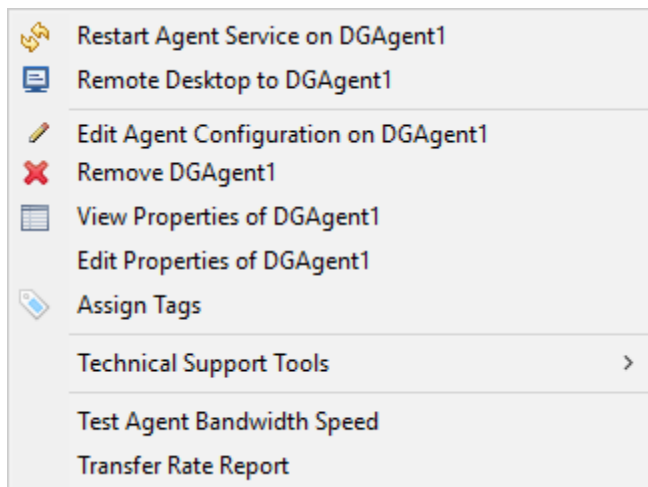 Restart Agent Service on DGAgent1
Remote Desktop to DGAgent1
Edit Agent Configuration on DGAgent1
Remove DGAgent1
View Properties of DGAgent1
Edit Properties of DGAgent1
Assign Tags
Technical Support Tools
Test Agent Bandwidth Speed
Transfer Rate Report